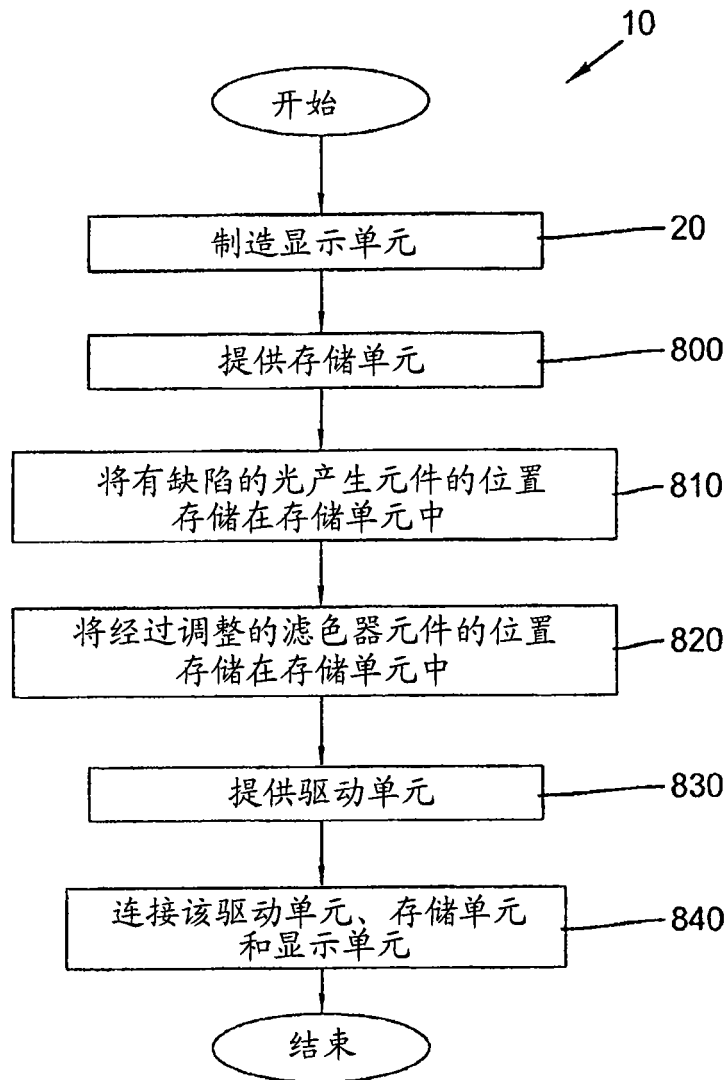 10
开始
制造显示单元
20
提供存储单元
800
将有缺陷的光产生元件的位置
存储在存储单元中
810
将经过调整的滤色器元件的位置
存储在存储单元中
820
提供驱动单元
830
连接该驱动单元、存储单元
和显示单元
840
结束